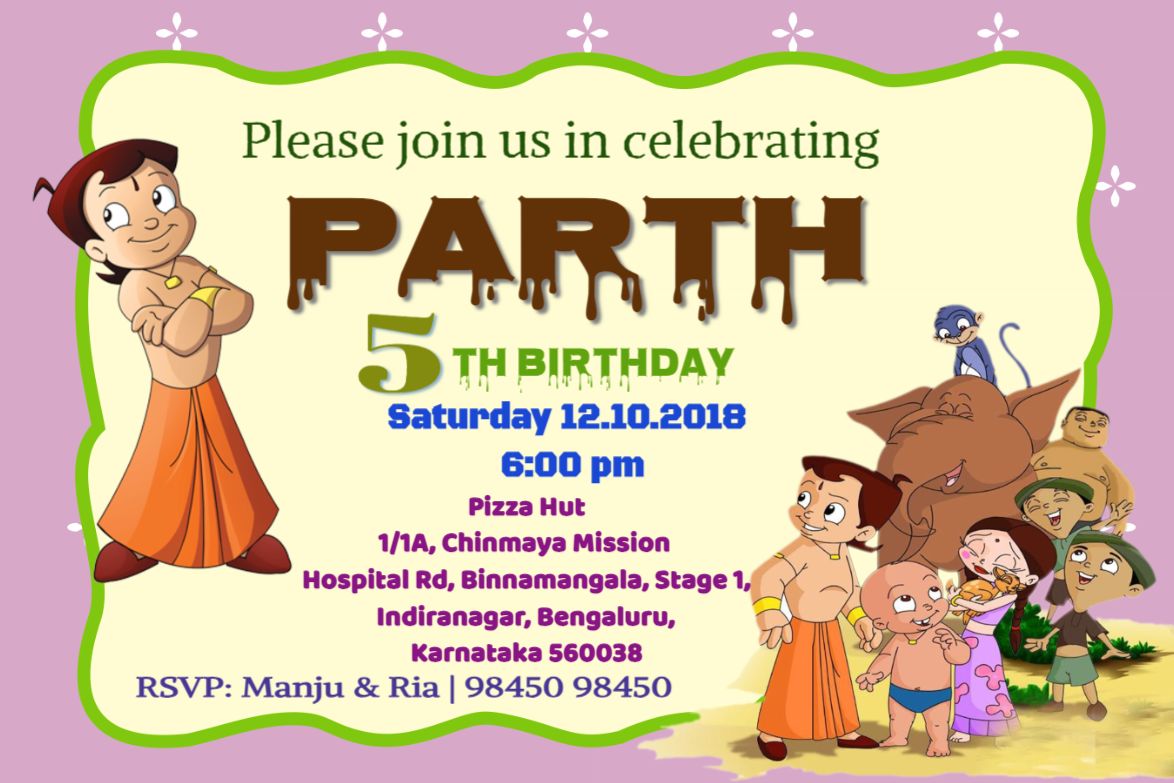 Please join us in celebrating
PARTH
5TH BIRTHDAY
Saturday 12.10.2018
6:00 pm
Pizza Hut
1/1A, Chinmaya Mission
Hospital Rd, Binnamangala, Stage 1,
Indiranagar, Bengaluru,
Karnataka 560038
RSVP: Manju & Ria | 98450 98450